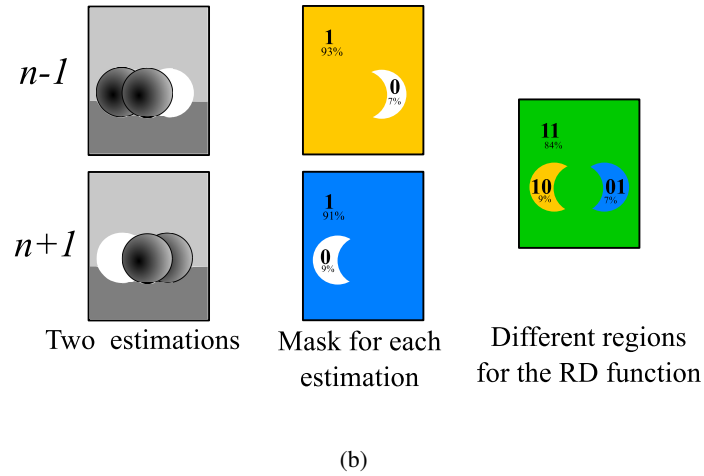 n-1
1
93%
0
7%
11
84%
10
9%
01
7%
n+1
1
91%
0
9%
Two estimations
Mask for each
estimation
Different regions
for the RD function
(b)